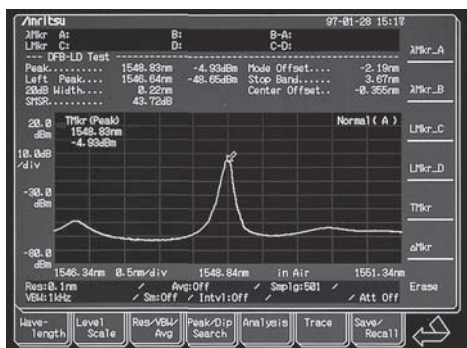 Anritsu 97-01-28 15:17
λMkr A: B: B-A:
LMkr C: D: C-D:
--- DFB-LD Test ---
Peak........ 1548.83nm -4.93dBm Mode Offset.... -2.19nm
Left Peak.... 1546.64nm -48.65dBm Stop Band..... 3.67nm
20dB Width.... 0.22nm Center Offset.. -0.355nm
SMSR......... 43.72dB
λMkr_A
λMkr_B
LMkr_C
LMkr_D
TMkr
ΔMkr
Erase
20.0 dBm
TMkr(Peak)
1548.83nm
-4.93dBm
Normal( A )
10.0dB /div
-30.0 dBm
-80.0 dBm
1546.34nm 0.5nm/div 1548.84nm in Air 1551.34nm
Res:0.1nm / Avg:Off / Smplg:501 /
VBW:1kHz / Sm:Off / Intvl:Off / / Att Off
Wave-length
Level Scale
Res/VBW/Avg
Peak/Dip Search
Analysis
Trace
Save/Recall